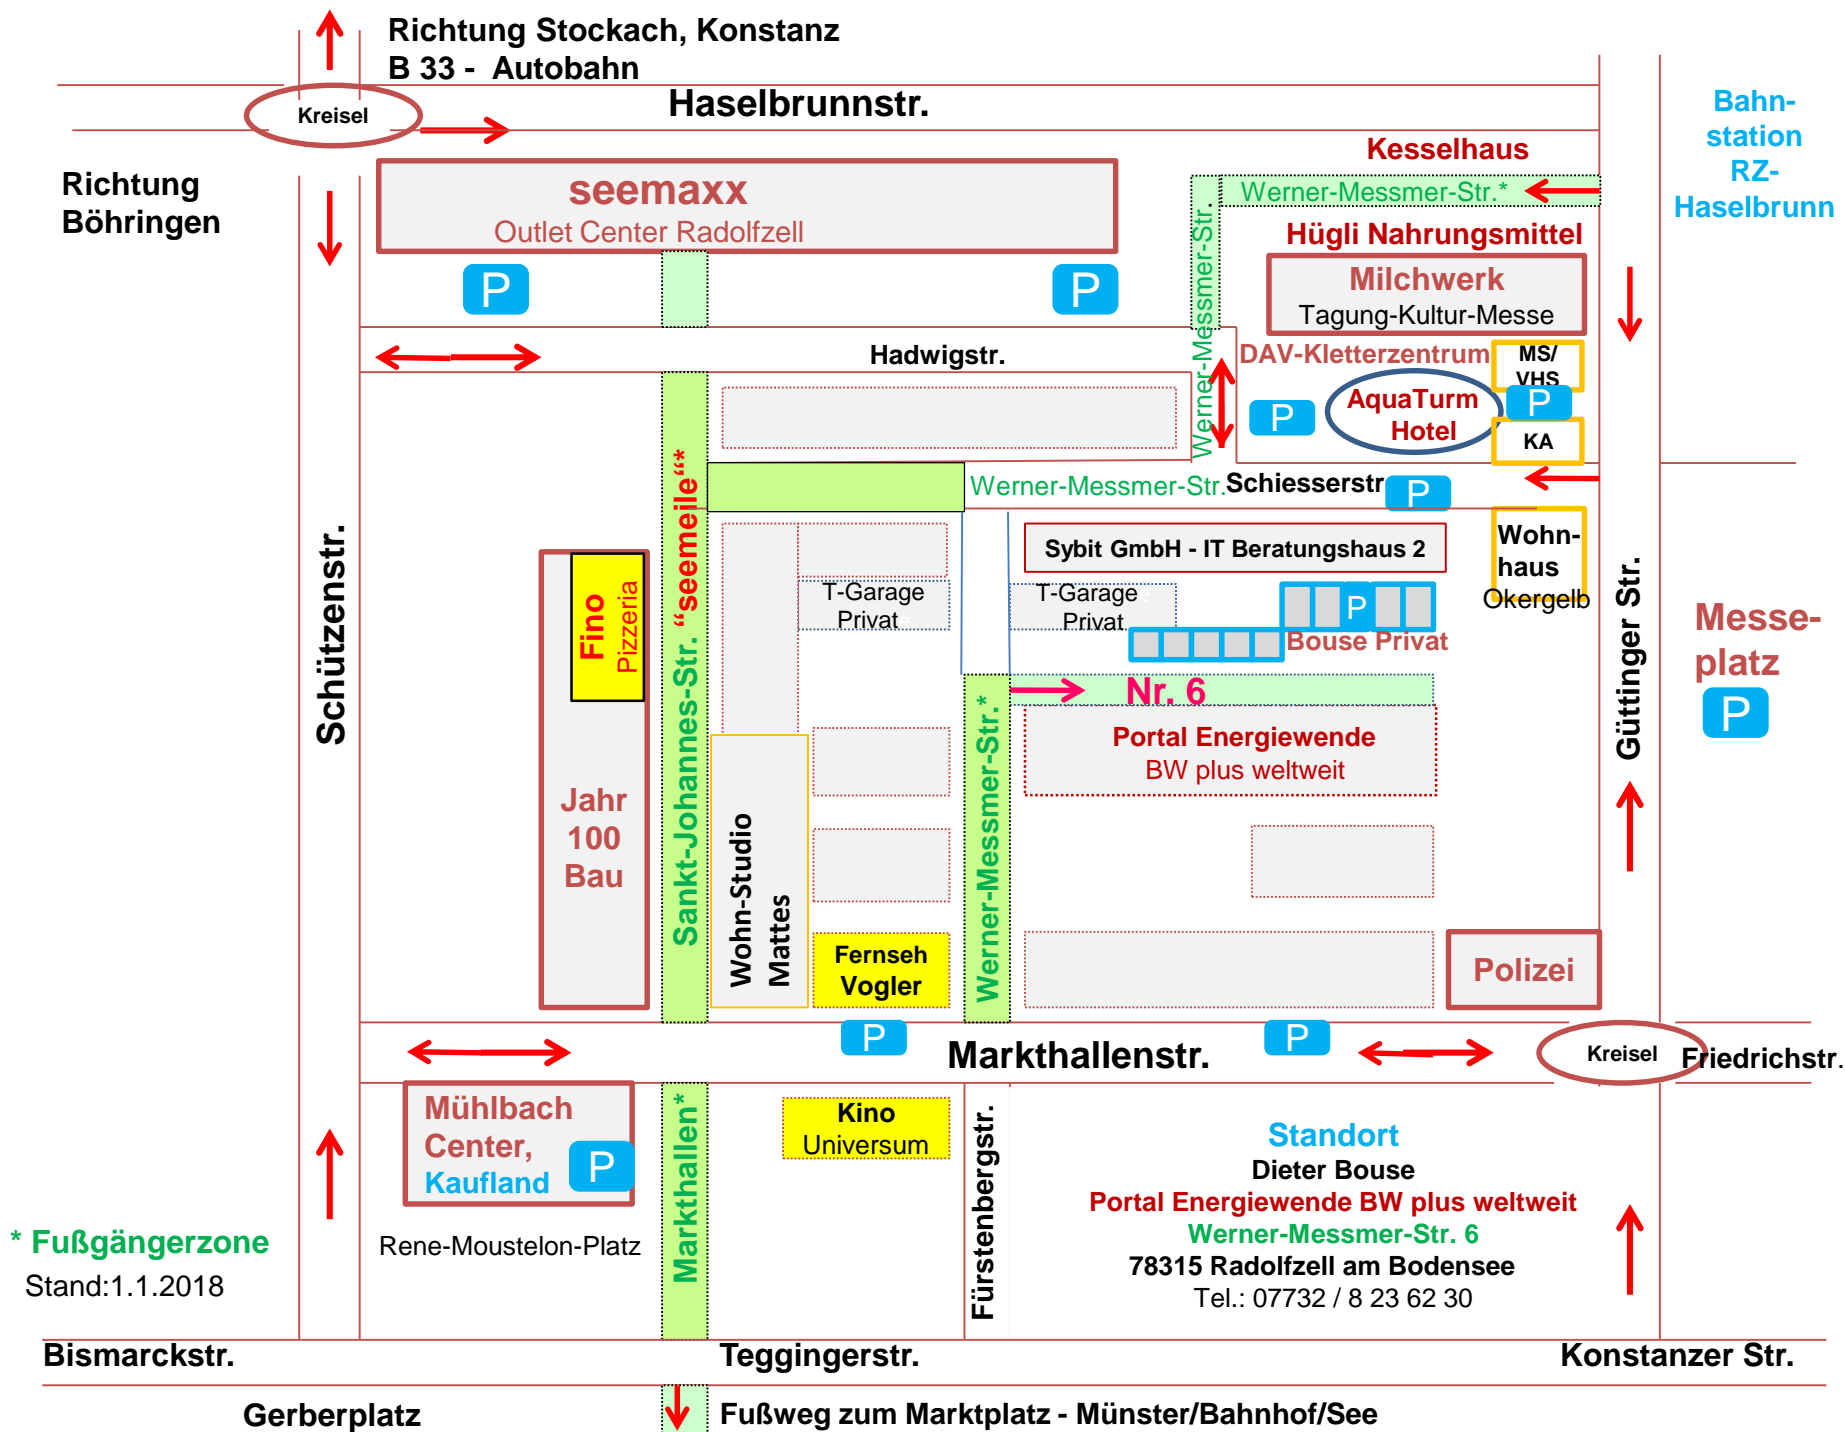 Richtung Stockach, Konstanz
B 33 - Autobahn
Haselbrunnstr.
Kreisel
Bahn-
station
RZ-
Haselbrunn
Kesselhaus
Richtung
Böhringen
seemaxx
Outlet Center Radolfzell
Werner-Messmer-Str.*
Werner-Messmer-Str.
Hügli Nahrungsmittel
Milchwerk
Tagung-Kultur-Messe
P
P
Hadwigstr.
Werner-Messmer-Str.
DAV-Kletterzentrum
MS/
VHS
P
AquaTurm
Hotel
P
KA
Werner-Messmer-Str.
Schiesserstr
P
Schützenstr.
Sankt-Johannes-Str. "seemeile"*
Fino
Pizzeria
T-Garage
Privat
Sybit GmbH - IT Beratungshaus 2
T-Garage
Privat
P
Bouse Privat
Wohn-
haus
Okergelb
Güttinger Str.
Messe-
platz
P
Nr. 6
Werner-Messmer-Str.*
Portal Energiewende
BW plus weltweit
Jahr
100
Bau
Wohn-Studio
Mattes
Fernseh
Vogler
Polizei
P
P
Markthallenstr.
Kreisel
Friedrichstr.
Mühlbach
Center,
Kaufland
P
Markthallen*
Kino
Universum
Fürstenbergstr.
Standort
Dieter Bouse
Portal Energiewende BW plus weltweit
Werner-Messmer-Str. 6
78315 Radolfzell am Bodensee
Tel.: 07732 / 8 23 62 30
* Fußgängerzone
Stand:1.1.2018
Rene-Moustelon-Platz
Bismarckstr.
Teggingerstr.
Konstanzer Str.
Gerberplatz
Fußweg zum Marktplatz - Münster/Bahnhof/See